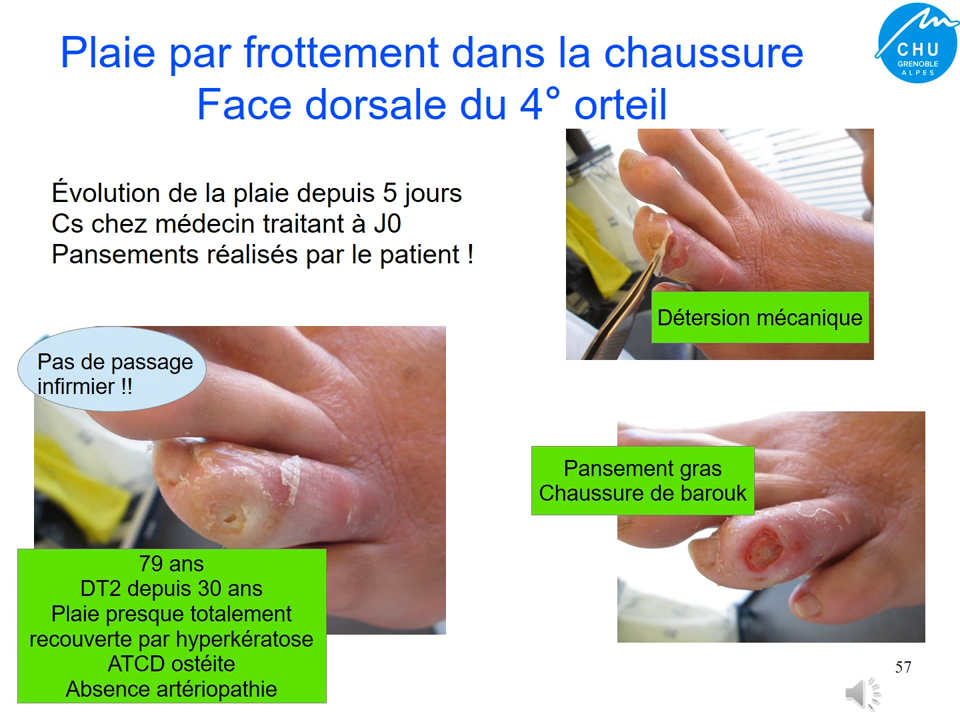 Plaie par frottement dans la chaussure
Face dorsale du 4° orteil
CHU
GRENOBLE
ALPES
Évolution de la plaie depuis 5 jours
Cs chez médecin traitant à J0
Pansements réalisés par le patient !
Détersion mécanique
Pas de passage
infirmier !!
Pansement gras
Chaussure de barouk
79 ans
DT2 depuis 30 ans
Plaie presque totalement
recouverte par hyperkératose
ATCD ostéite
Absence artériopathie
57